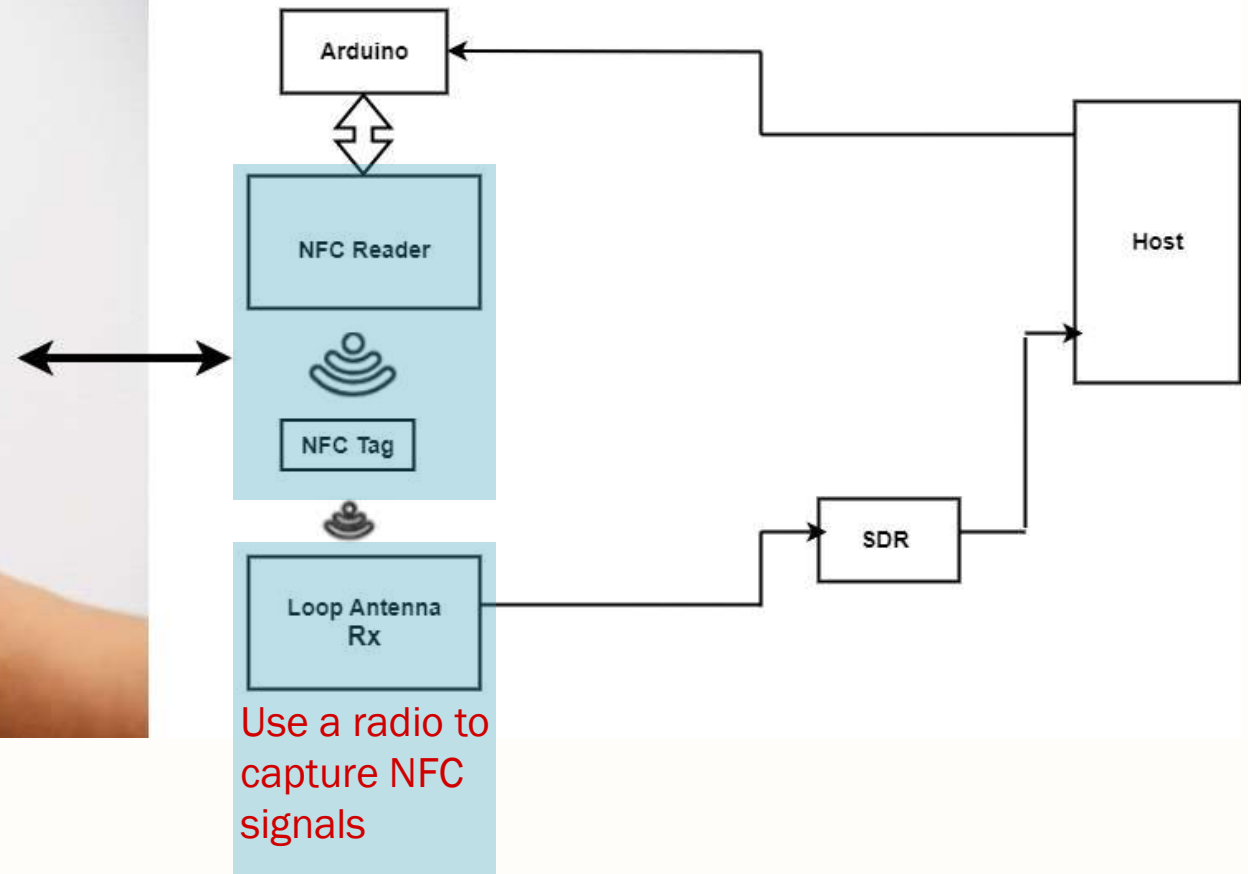 Arduino
NFC Reader
Host
NFC Tag
SDR
Loop Antenna
Rx
Use a radio to
capture NFC
signals